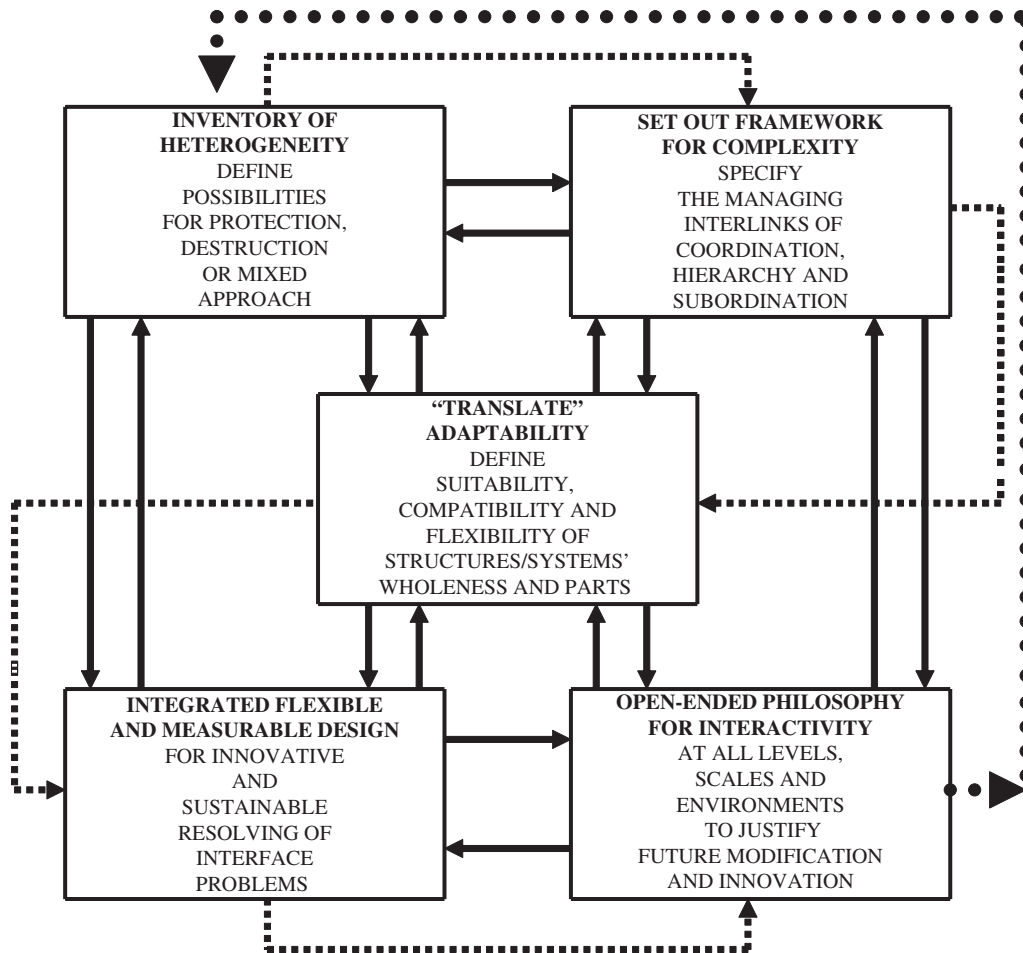 INVENTORY OF
HETEROGENEITY
DEFINE
POSSIBILITIES
FOR PROTECTION,
DESTRUCTION
OR MIXED
APPROACH
SET OUT FRAMEWORK
FOR COMPLEXITY
SPECIFY
THE MANAGING
INTERLINKS OF
COORDINATION,
HIERARCHY AND
SUBORDINATION
“TRANSLATE”
ADAPTABILITY
DEFINE
SUITABILITY,
COMPATIBILITY AND
FLEXIBILITY OF
STRUCTURES/SYSTEMS’
WHOLENESS AND PARTS
INTEGRATED FLEXIBLE
AND MEASURABLE DESIGN
FOR INNOVATIVE
AND
SUSTAINABLE
RESOLVING OF
INTERFACE
PROBLEMS
OPEN-ENDED PHILOSOPHY
FOR INTERACTIVITY
AT ALL LEVELS,
SCALES AND
ENVIRONMENTS
TO JUSTIFY
FUTURE MODIFICATION
AND INNOVATION